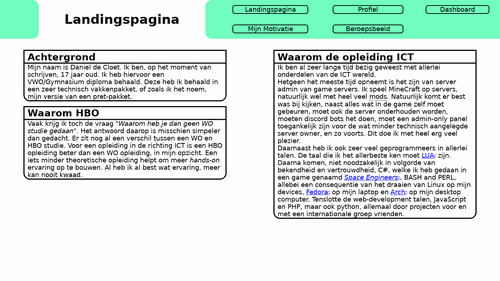 Landingspagina
Landingspagina
Profiel
Dashboard
Mijn Motivatie
Beroepsbeeld
Achtergrond
Mijn naam is Daniël de Cloet. Ik ben, op het moment van
schrijven, 17 jaar oud. Ik heb hiervoor een
VWO/Gymnasium diploma behaald. Deze heb ik behaald in
een zeer technisch vakkenpakket, of zoals ik het noem,
mijn versie van een pret-pakket.
Waarom HBO
Vaak krijg ik toch de vraag "Waarom heb je dan geen WO
studie gedaan". Het antwoord daarop is misschien simpeler
dan gedacht. Er zit nog al een verschil tussen een WO en
HBO studie. Voor een opleiding in de richting ICT is een HBO
opleiding beter dan een WO opleiding, in mijn opzicht. Een
iets minder theoretische opleiding helpt om meer hands-on
ervaring op te bouwen. Al heb ik al best wat ervaring, meer
kan nooit kwaad.
Waarom de opleiding ICT
Ik ben al zeer lange tijd bezig geweest met allerlei
onderdelen van de ICT wereld.
Hetgeen het meeste tijd opneemt is het zijn van server
admin van game servers. Ik speel MineCraft op servers,
natuurlijk wel met heel veel mods. Natuurlijk komt er best
was bij kijken, naast alles wat in de game zelf moet
gebeuren, moet ook de server onderhouden worden,
moeten discord bots het doen, moet een admin-only panel
toegankelijk zijn voor de wat minder technische aangelegde
server owner, en zo voorts. Dit doe ik met heel erg veel
plezier.
Daarnaast heb ik ook zeer veel geprogrammeers in allerlei
talen. De taal die ik het allerbeste ken moet LUA; zijn.
Daarna komen, niet noodzakelijk in volgorde van
bekendheid en vertrouwdheid, C#, welke ik heb gedaan in
een game genaamd Space Engineers;, BASH and PERL,
allebei een consequentie van het draaien van Linux op mijn
devices, Fedora; op mijn laptop en Arch; op mijn desktop
computer. Tenslotte de web-development talen, JavaScript
en PHP, maar ook python, allemaal door projecten voor en
met een internationale groep vrienden.